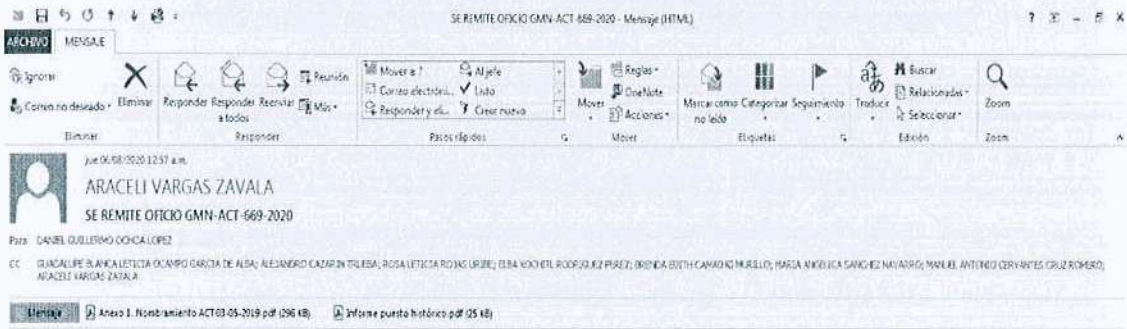 SE REMITE OFICIO GMN-ACT-669-2020 - Mensaje (HTML)
ARCHIVO MENSAJE
Ignorar
Correo no deseado
Eliminar
Responder Responder a todos Reenviar
Reunión
Más
Mover a: ?
Al jefe
Correo electróni...
Listo
Responder y el...
Crear nuevo
Mover
Reglas
OneNote
Acciones
Marcar como no leído
Categorizar
Seguimiento
Traducir
Buscar
Relacionadas
Seleccionar
Zoom
Eliminar Responder Pasos rápidos Mover Etiquetas Edición Zoom
jue 06/08/2020 12:57 a.m.
ARACELI VARGAS ZAVALA
SE REMITE OFICIO GMN-ACT-669-2020
Para DANIEL GUILLERMO OCHOA LOPEZ
CC GUADALUPE BLANCA LETICIA OCAMPO GARCIA DE ALBA; ALEJANDRO CAZARIN; ROSA LETICIA ROJAS URIBE; ELBA XOCHITL RODRIGUEZ PEREZ; BRENDA EDITH CAMACHO MURILLO; MARIA ANGELICA SANCHEZ NAVARRO; MANUEL ANTONIO CERVANTES CRUZ ROMERO;
ARACELI VARGAS ZAVALA
Mensaje Anexo 1. Nombramiento ACT03-05-2019.pdf (296 KB) Informe puesto histórico.pdf (25 kB)